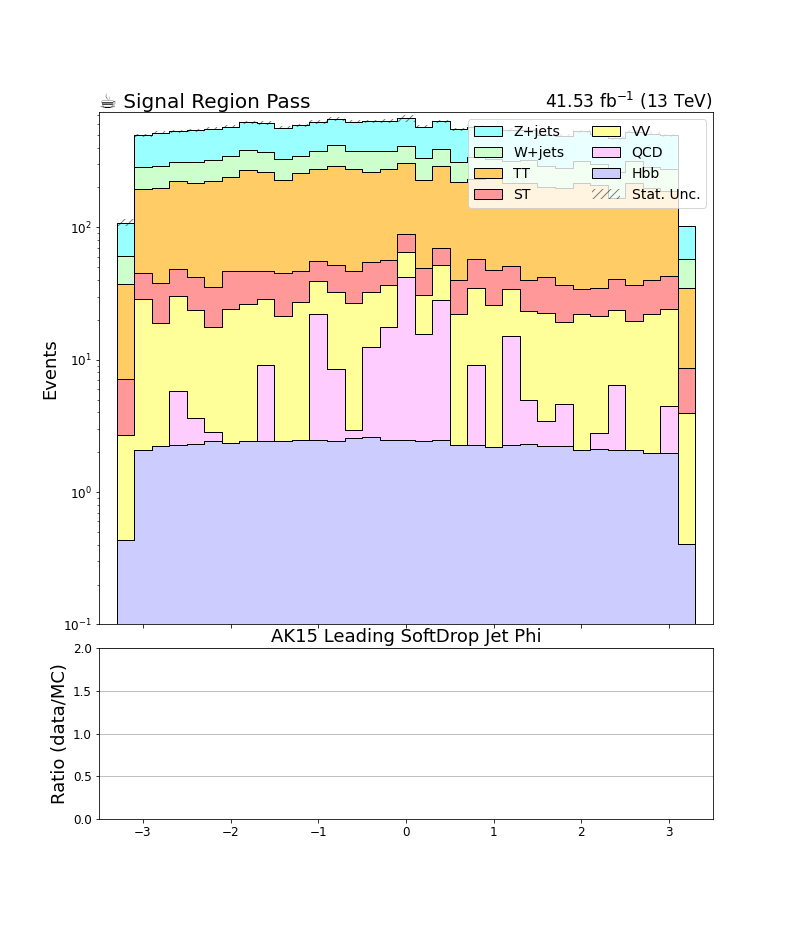 ☕ Signal Region Pass
41.53 fb⁻¹ (13 TeV)
Z+jets
W+jets
TT
ST
VV
QCD
Hbb
Stat. Unc.
Events
10²
10¹
10⁰
10⁻¹
AK15 Leading SoftDrop Jet Phi
Ratio (data/MC)
2.0
1.5
1.0
0.5
0.0
−3 −2 −1 0 1 2 3